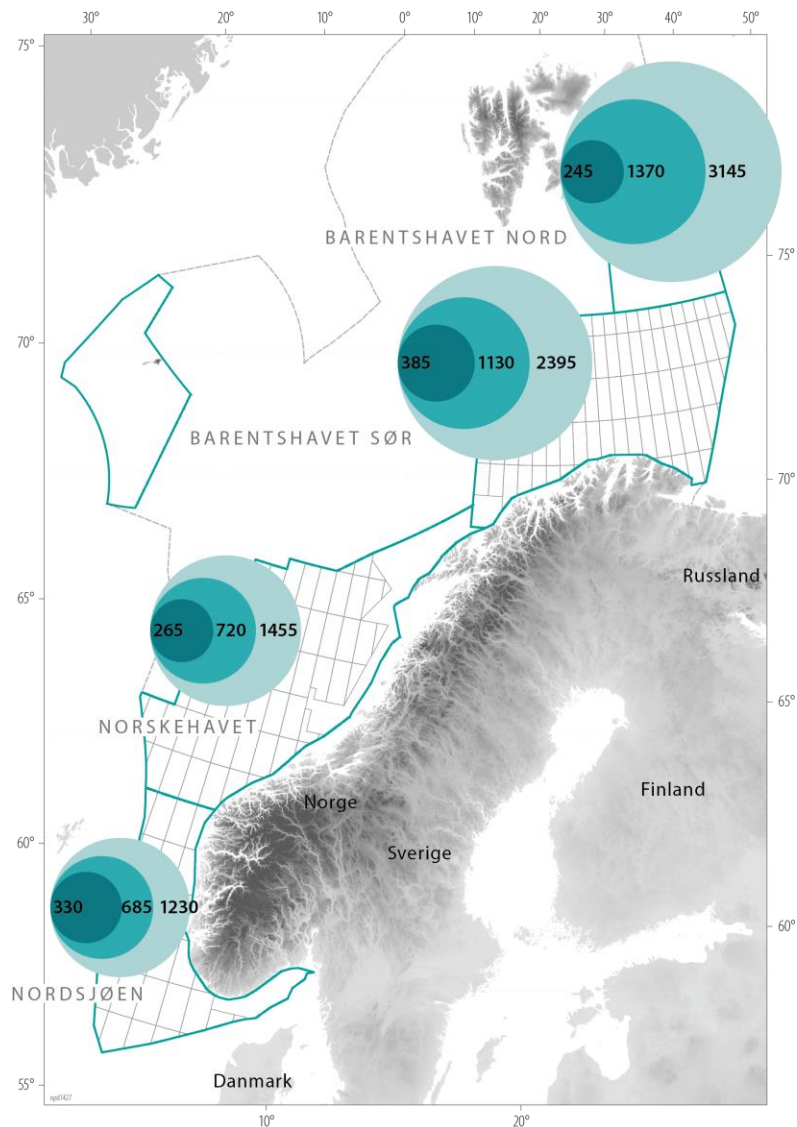 30° 20° 10° 0° 10° 20° 30° 40° 50°
75°
245 1370 3145
BARENTSHAVET NORD
75°
70°
385 1130 2395
BARENTSHAVET SØR
70°
Russland
65°
265 720 1455
65°
NORSKEHAVET
Norge
Finland
60°
Sverige
330 685 1230
60°
NORDSJØEN
Danmark
55°
npd1427
10° 20°